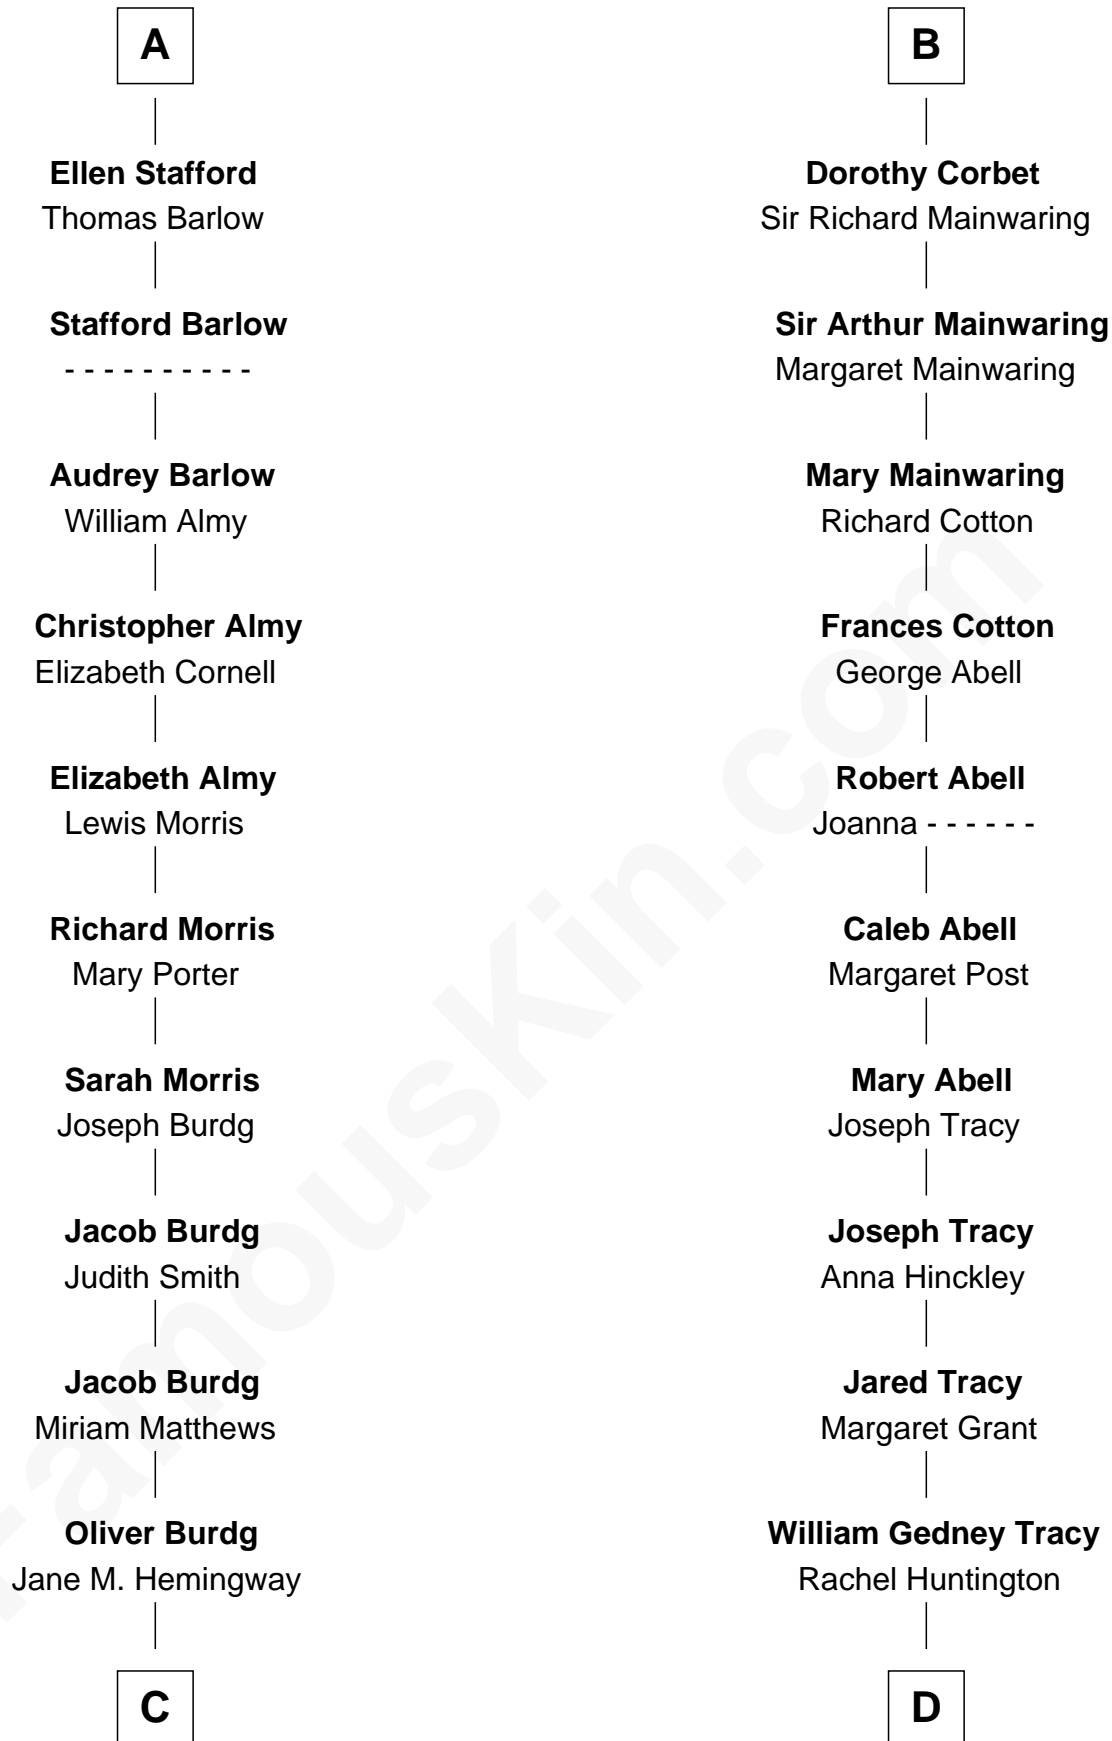 A
Ellen Stafford
Thomas Barlow
Stafford Barlow
- - - - - - - - - -
Audrey Barlow
William Almy
Christopher Almy
Elizabeth Cornell
Elizabeth Almy
Lewis Morris
Richard Morris
Mary Porter
Sarah Morris
Joseph Burdg
Jacob Burdg
Judith Smith
Jacob Burdg
Miriam Matthews
Oliver Burdg
Jane M. Hemingway
C
B
Dorothy Corbet
Sir Richard Mainwaring
Sir Arthur Mainwaring
Margaret Mainwaring
Mary Mainwaring
Richard Cotton
Frances Cotton
George Abell
Robert Abell
Joanna - - - - - -
Caleb Abell
Margaret Post
Mary Abell
Joseph Tracy
Joseph Tracy
Anna Hinckley
Jared Tracy
Margaret Grant
William Gedney Tracy
Rachel Huntington
D
FamousKin.com